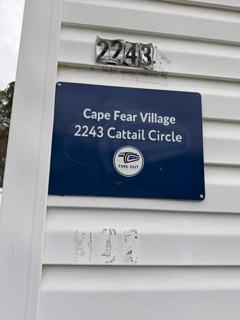 2243
Cape Fear Village
2243 Cattail Circle
TIME OUT